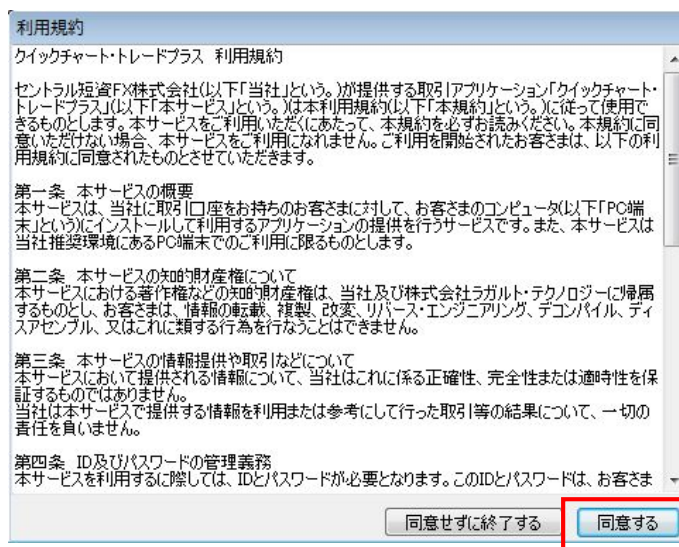 利用規約
クイックチャート・トレードプラス 利用規約
セントラル短資FX株式会社(以下「当社」という。)が提供する取引アプリケーション「クイックチャート・
トレードプラス」(以下「本サービス」という。)は本利用規約(以下「本規約」という。)に従って使用で
きるものとします。本サービスをご利用いただくにあたって、本規約を必ずお読みください。本規約に同
意いただけない場合、本サービスをご利用になれません。ご利用を開始されたお客さまは、以下の利
用規約に同意されたものとさせていただきます。
第一条 本サービスの概要
本サービスは、当社に取引口座をお持ちのお客さまに対して、お客さまのコンピュータ(以下「PC端
末」という)にインストールして利用するアプリケーションの提供を行うサービスです。また、本サービスは
当社推奨環境にあるPC端末でのご利用に限るものとします。
第二条 本サービスの知的財産権について
本サービスにおける著作権などの知的財産権は、当社及び株式会社ラガルト・テクノロジーに帰属
するものとし、お客さまは、情報の転載、複製、改変、リバース・エンジニアリング、デコンパイル、ディ
スアセンブル、又はこれに類する行為を行なうことはできません。
第三条 本サービスの情報提供や取引などについて
本サービスにおいて提供される情報について、当社はこれに係る正確性、完全性または適時性を保
証するものではありません。
当社は本サービスで提供する情報を利用または参考にして行った取引等の結果について、一切の
責任を負いません。
第四条 ID及びパスワードの管理義務
本サービスを利用するに際しては、IDとパスワードが必要となります。このIDとパスワードは、お客さま
同意せずに終了する 同意する